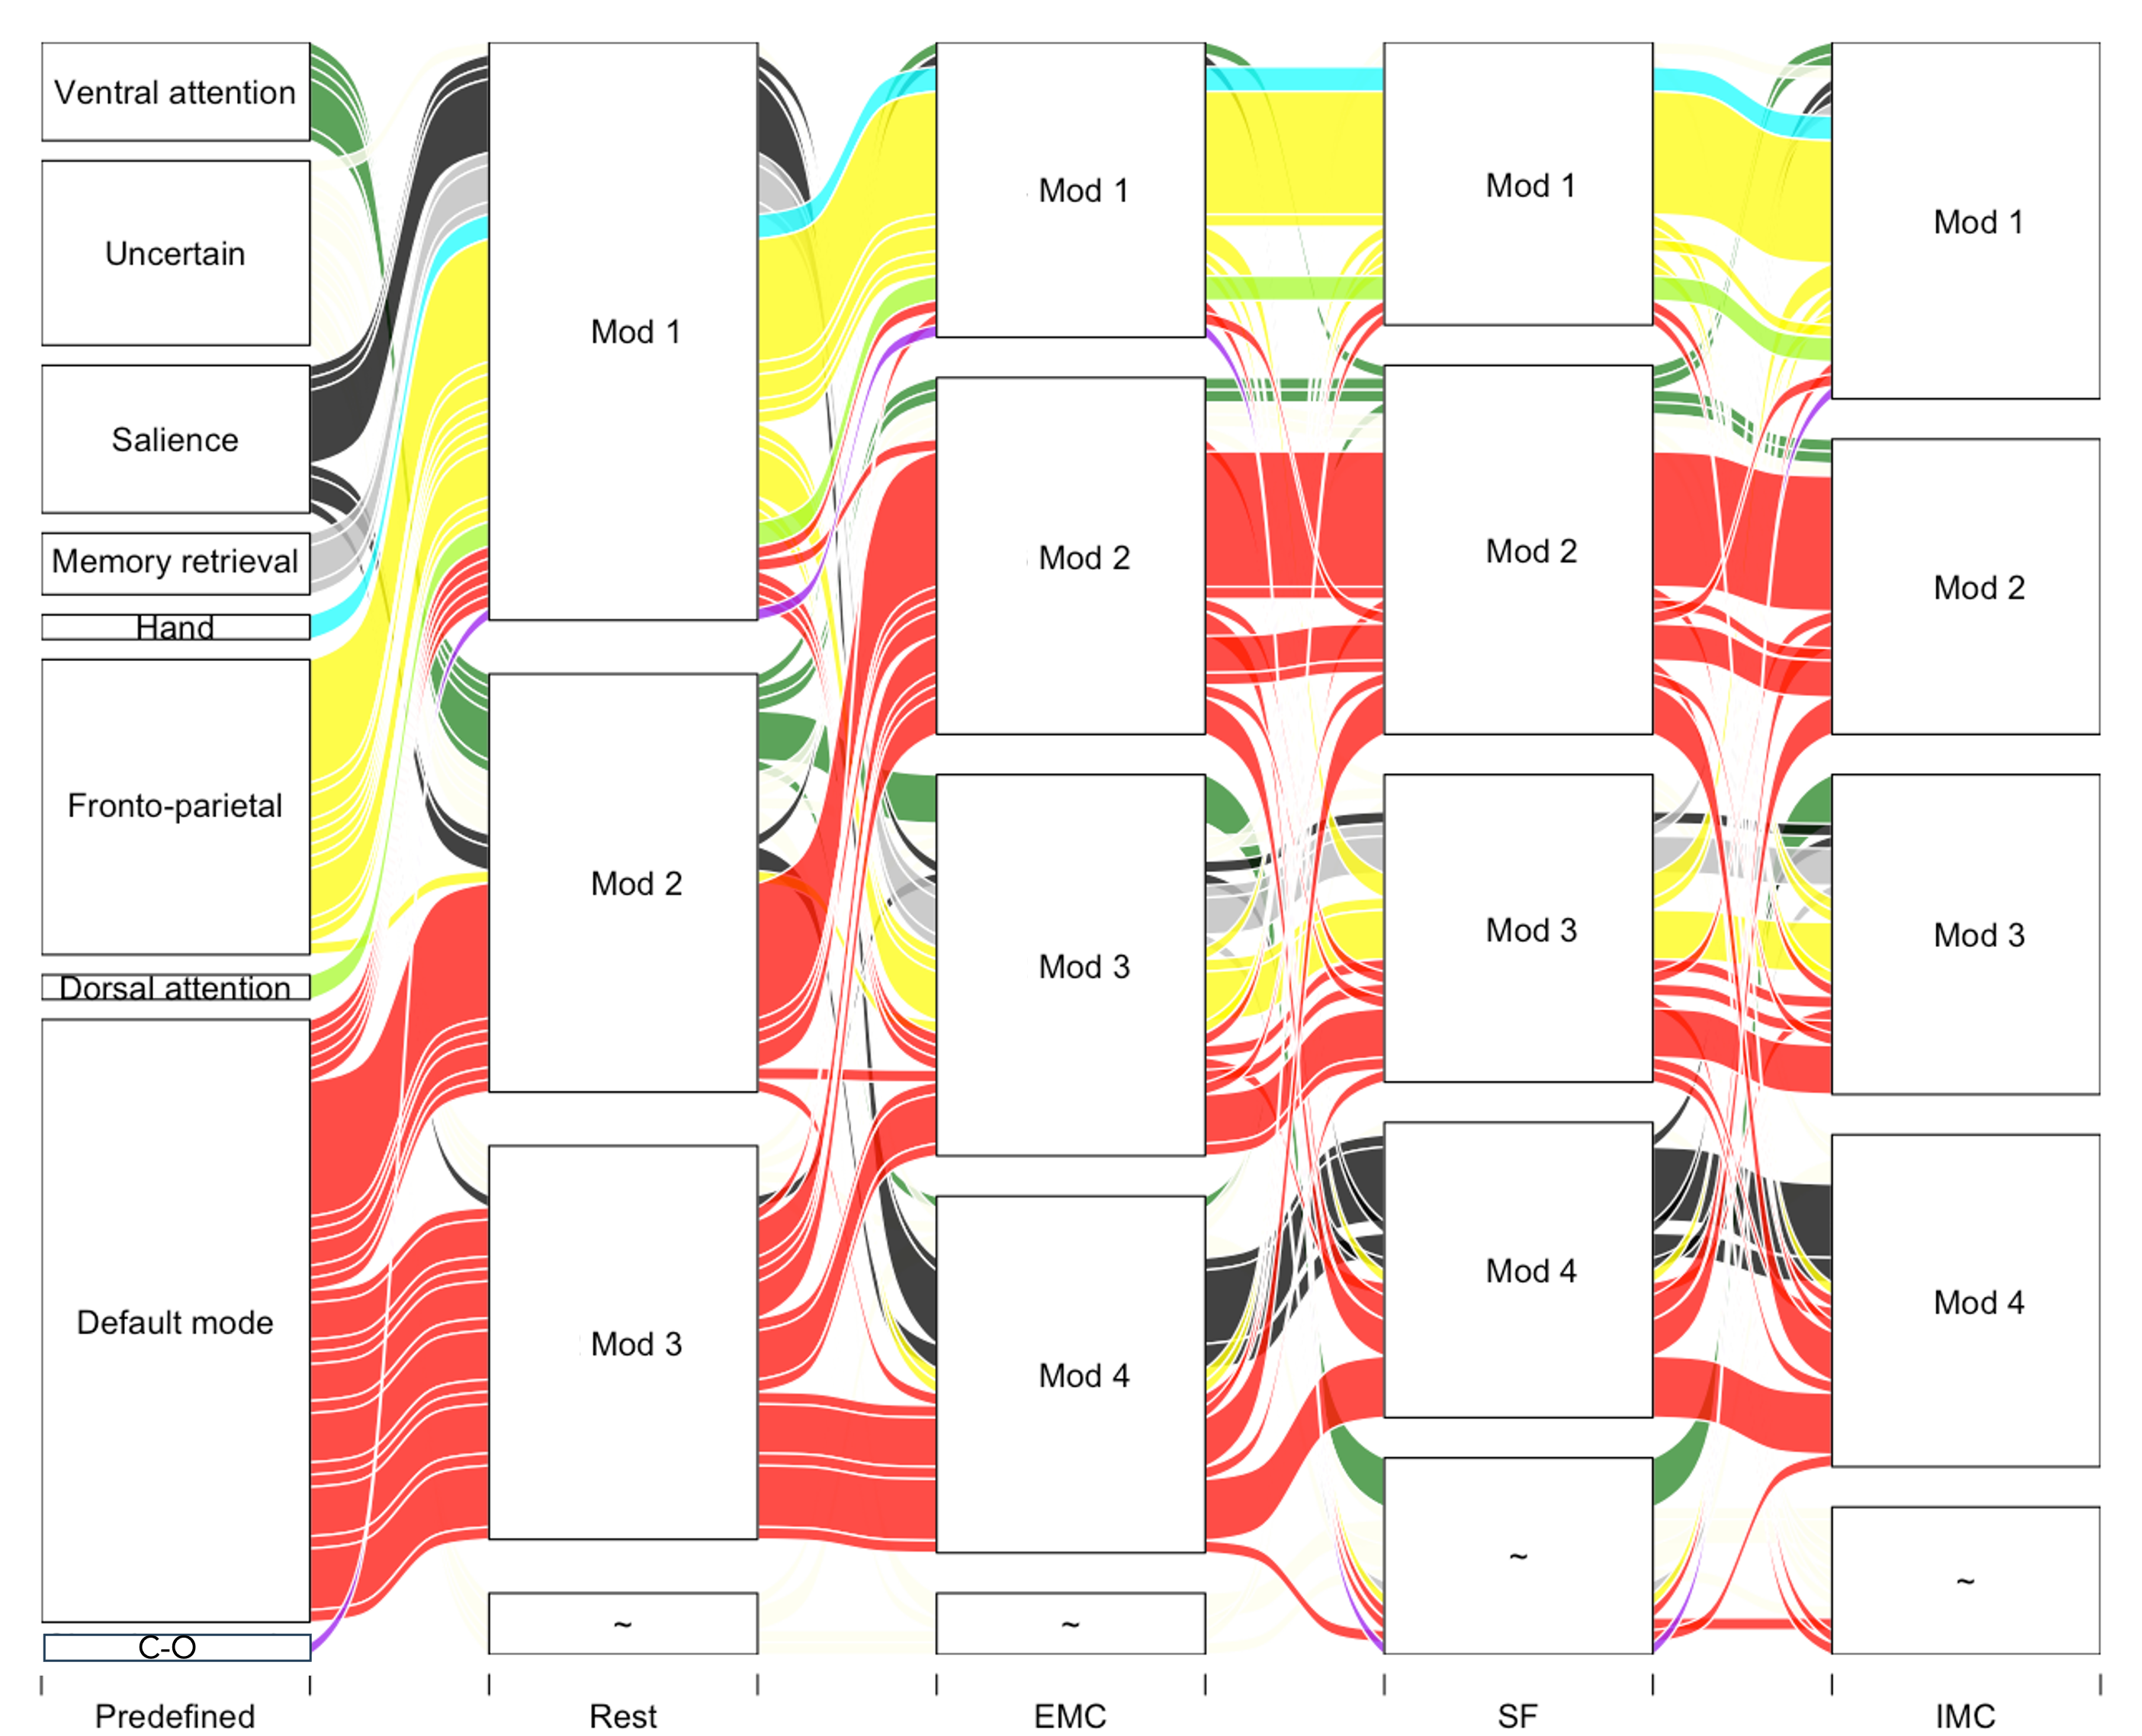 Ventral attention
Uncertain
Salience
Memory retrieval
Hand
Fronto-parietal
Dorsal attention
Default mode
C-O
Predefined
Mod 1
Mod 2
Mod 3
~
Rest
Mod 1
Mod 2
Mod 3
Mod 4
~
EMC
Mod 1
Mod 2
Mod 3
Mod 4
~
SF
Mod 1
Mod 2
Mod 3
Mod 4
~
IMC